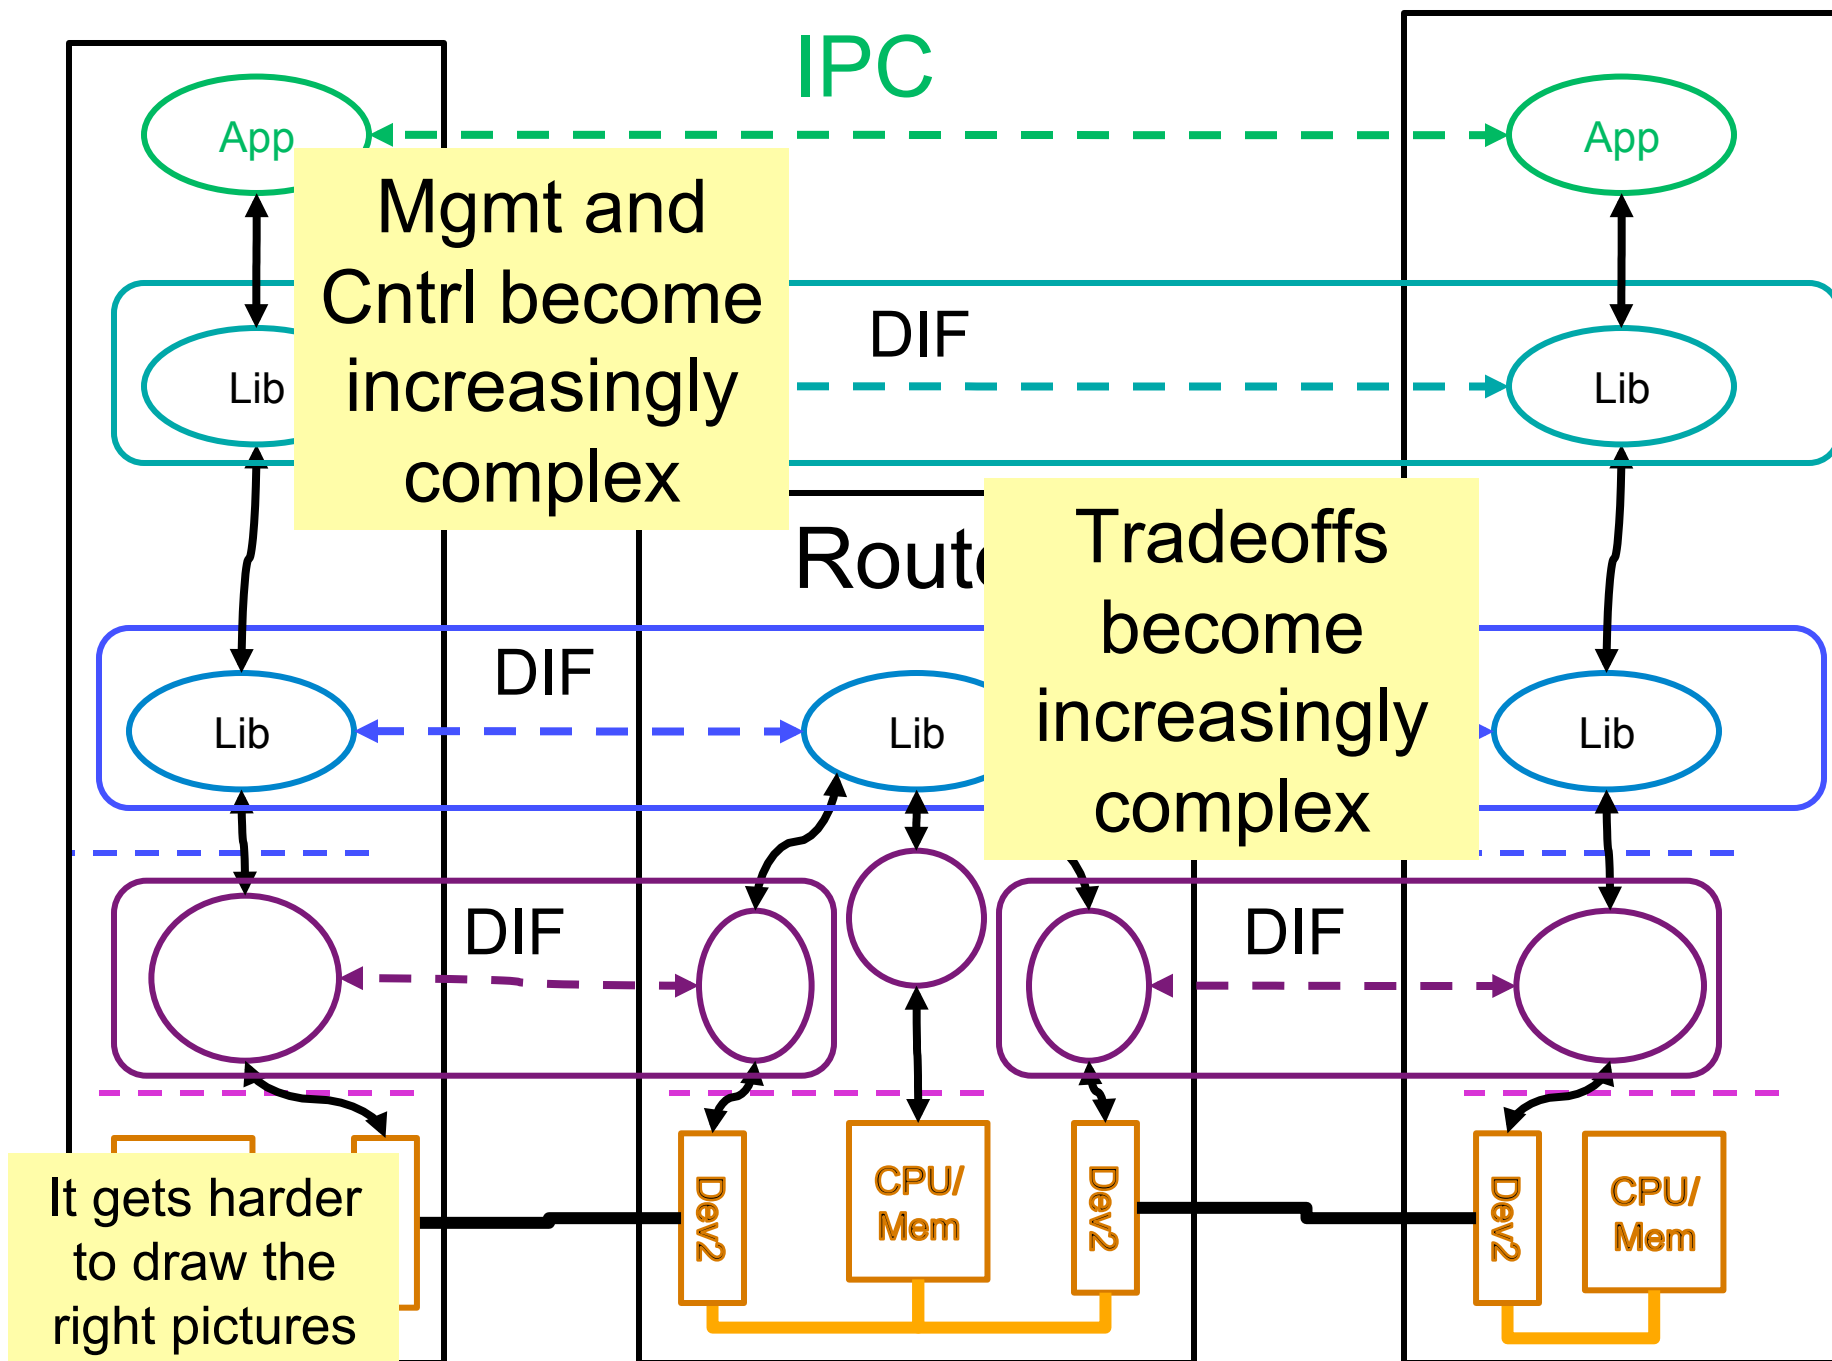 IPC
App
App
Mgmt and
Cntrl become
increasingly
complex
DIF
Lib
Lib
Tradeoffs
become
increasingly
complex
DIF
Lib
Lib
Lib
DIF
DIF
Dev2
CPU/
Mem
Dev2
Dev2
CPU/
Mem
It gets harder
to draw the
right pictures